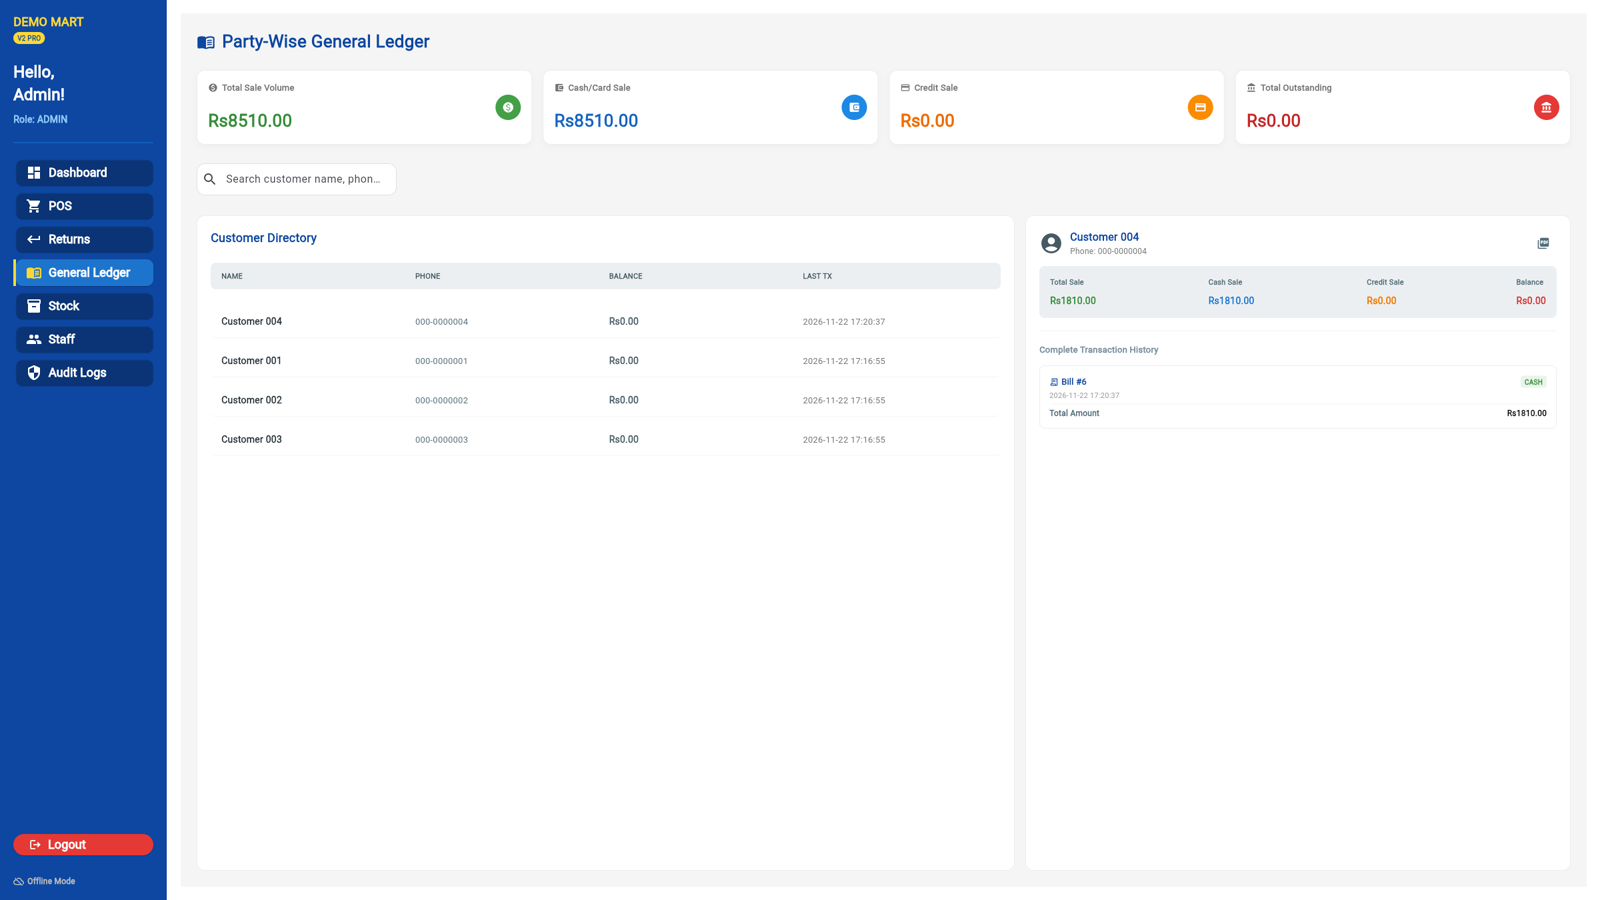 DEMO MART
V2 PRO
Hello,
Admin!
Role: ADMIN
Dashboard
POS
Returns
General Ledger
Stock
Staff
Audit Logs
Logout
Offline Mode
Party-Wise General Ledger
Total Sale Volume
Rs8510.00
Cash/Card Sale
Rs8510.00
Credit Sale
Rs0.00
Total Outstanding
Rs0.00
Search customer name, phon...
Customer Directory
NAME PHONE BALANCE LAST TX
Customer 004 000-0000004 Rs0.00 2026-11-22 17:20:37
Customer 001 000-0000001 Rs0.00 2026-11-22 17:16:55
Customer 002 000-0000002 Rs0.00 2026-11-22 17:16:55
Customer 003 000-0000003 Rs0.00 2026-11-22 17:16:55
Customer 004
Phone: 000-0000004
PDF
Total Sale Cash Sale Credit Sale Balance
Rs1810.00 Rs1810.00 Rs0.00 Rs0.00
Complete Transaction History
Bill #6 CASH
2026-11-22 17:20:37
Total Amount Rs1810.00